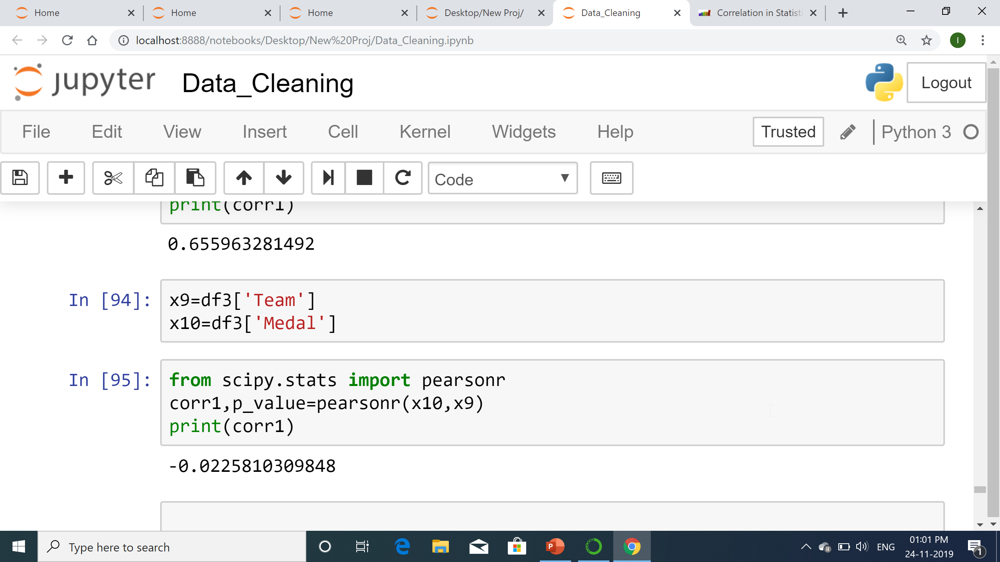 Home
Home
Home
Desktop/New Proj/
Data_Cleaning
Correlation in Statisti
localhost:8888/notebooks/Desktop/New%20Proj/Data_Cleaning.ipynb
I
jupyter
Data_Cleaning
Logout
File
Edit
View
Insert
Cell
Kernel
Widgets
Help
Trusted
Python 3
Code
print(corr1)
0.655963281492
In [94]:
x9=df3['Team']
x10=df3['Medal']
In [95]:
from scipy.stats import pearsonr
corr1,p_value=pearsonr(x10,x9)
print(corr1)
-0.0225810309848
Type here to search
P
ENG
01:01 PM
24-11-2019
1